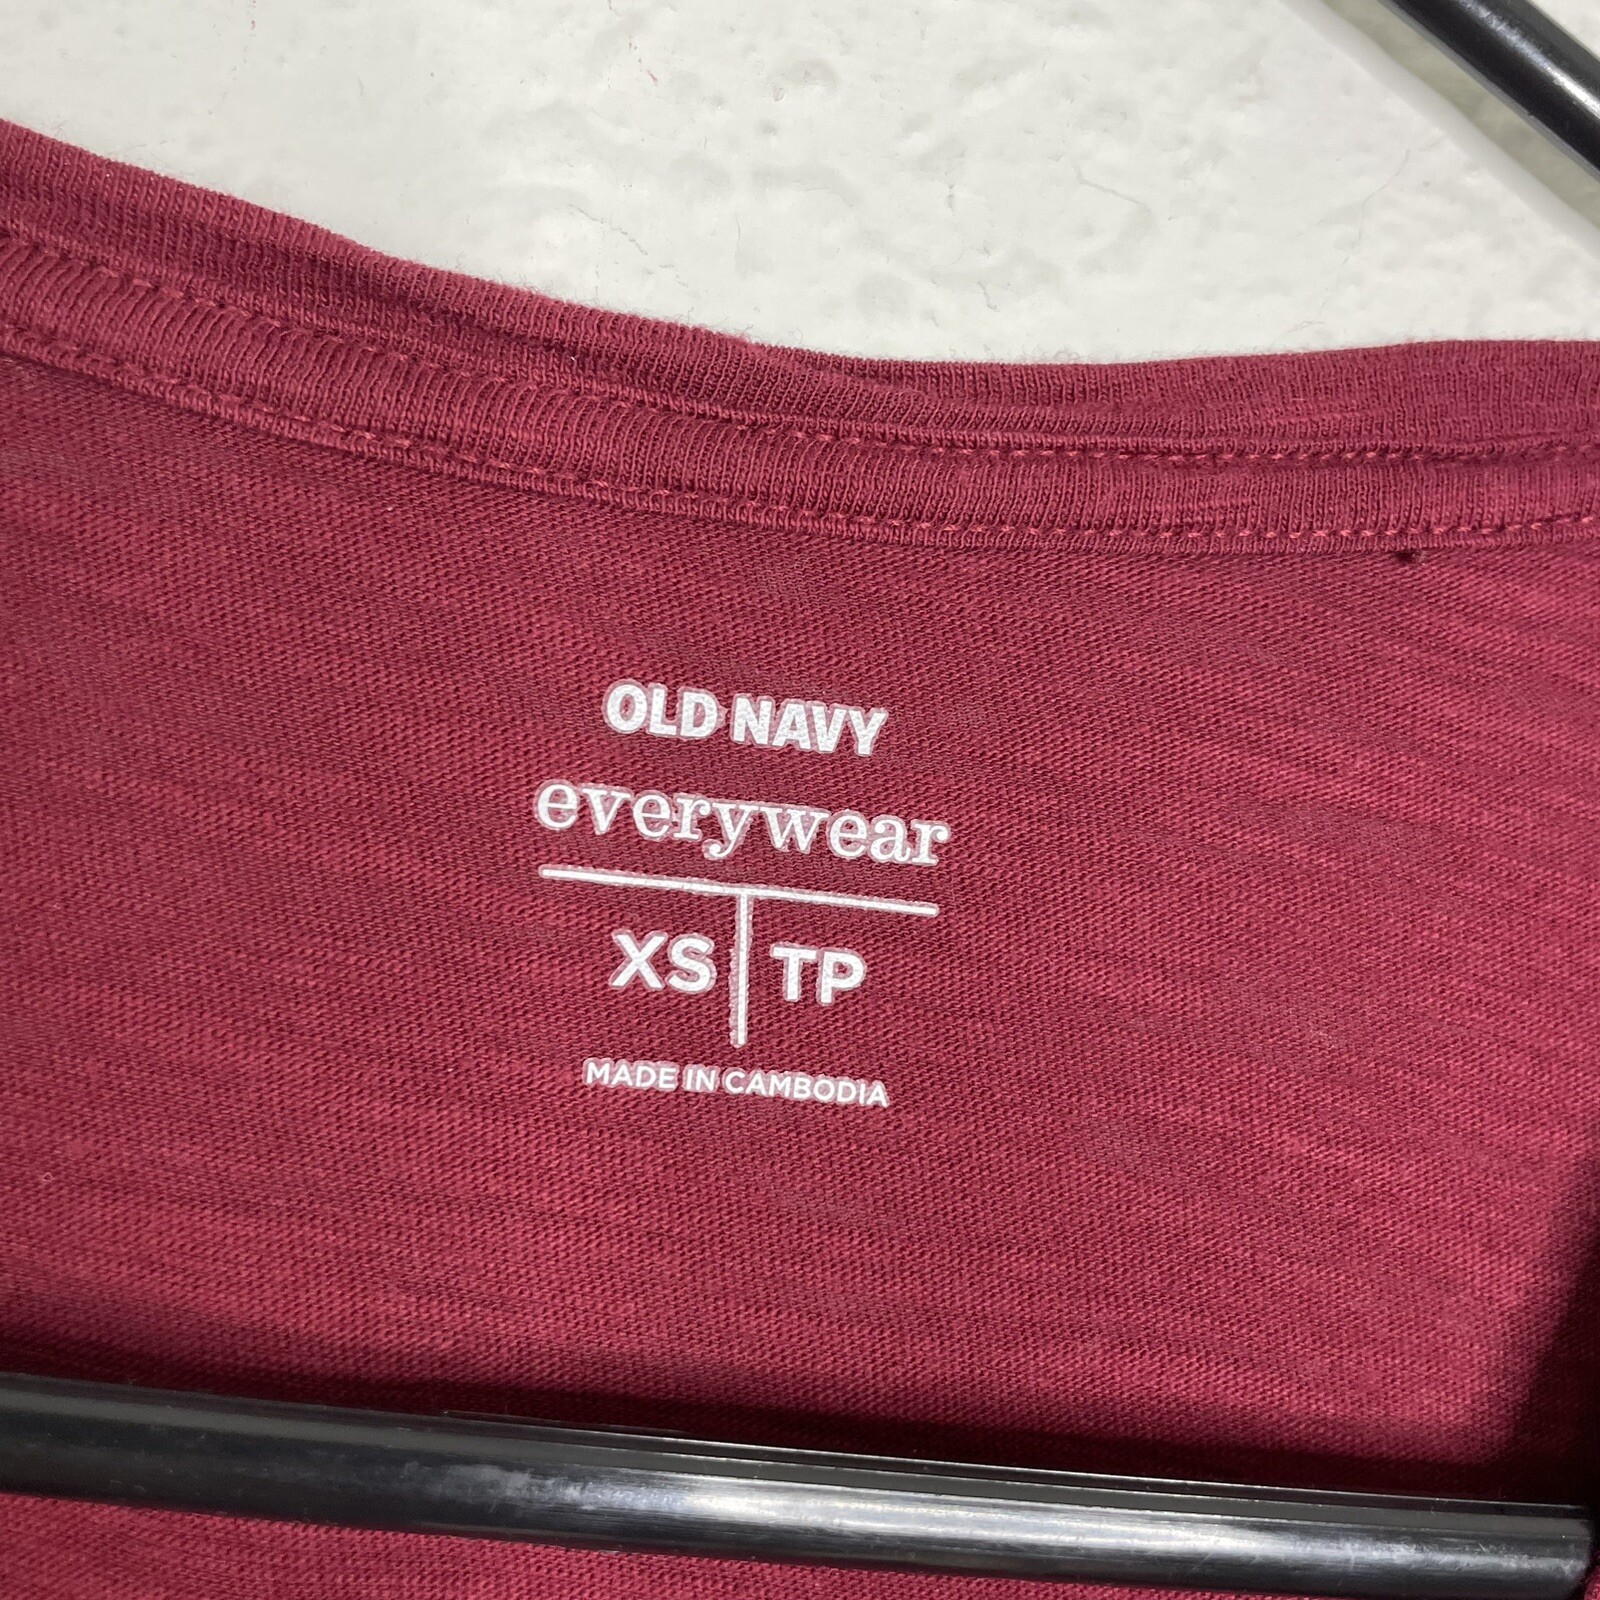 OLD NAVY
everywear
XS TP
MADE IN CAMBODIA